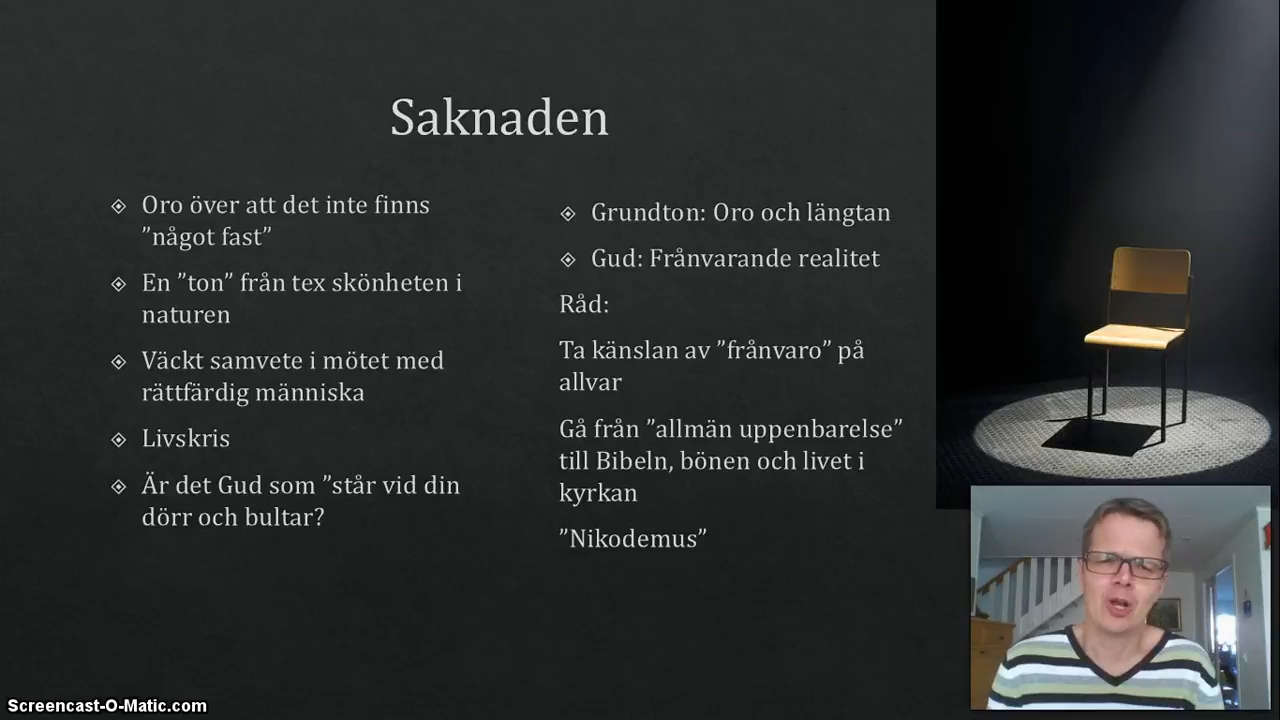 Saknaden
Oro över att det inte finns
”något fast”
En ”ton” från tex skönheten i
naturen
Väckt samvete i mötet med
rättfärdig människa
Livskris
Är det Gud som ”står vid din
dörr och bultar?
Grundton: Oro och längtan
Gud: Frånvarande realitet
Råd:
Ta känslan av ”frånvaro” på
allvar
Gå från ”allmän uppenbarelse”
till Bibeln, bönen och livet i
kyrkan
”Nikodemus”
Screencast-O-Matic.com